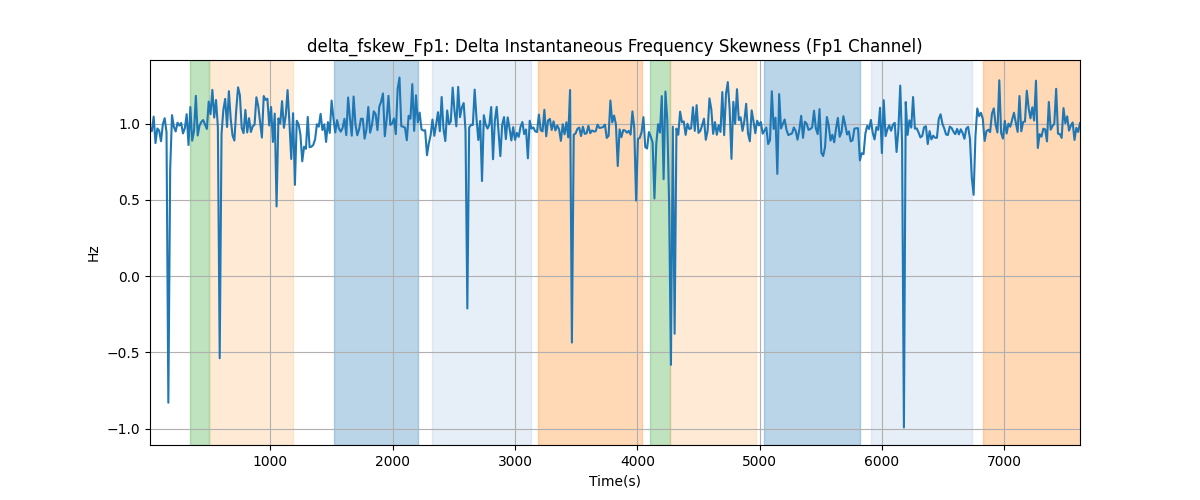 delta_fskew_Fp1: Delta Instantaneous Frequency Skewness (Fp1 Channel)
1.0
0.5
0.0
−0.5
−1.0
Hz
1000 2000 3000 4000 5000 6000 7000
Time(s)